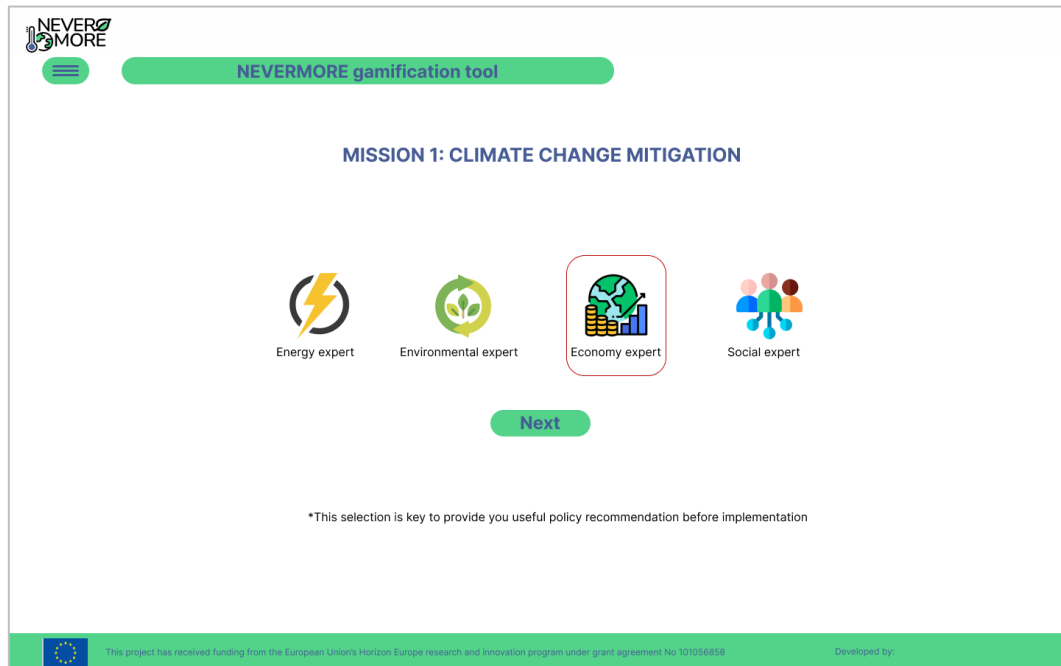 NEVER
MORE
NEVERMORE gamification tool
MISSION 1: CLIMATE CHANGE MITIGATION
Energy expert
Environmental expert
Economy expert
Social expert
Next
*This selection is key to provide you useful policy recommendation before implementation
This project has received funding from the European Union's Horizon Europe research and innovation program under grant agreement No 101056858
Developed by: